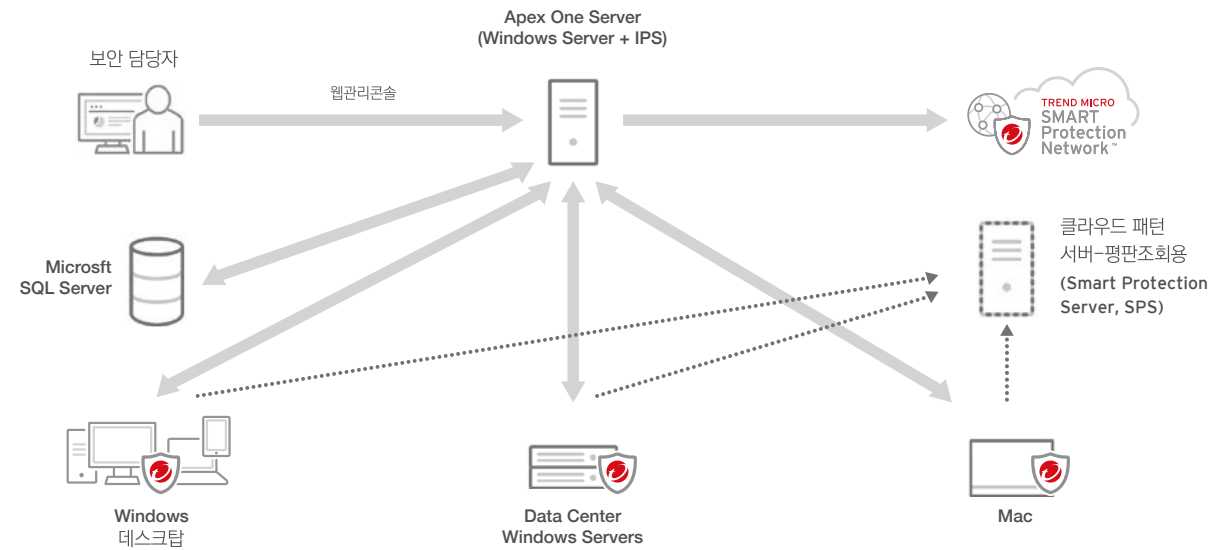 Apex One Server
(Windows Server + IPS)
보안 담당자
웹관리콘솔
TREND MICRO
SMART
Protection
Network™
Microsft
SQL Server
클라우드 패턴
서버-평판조회용
(Smart Protection
Server, SPS)
Windows
데스크탑
Data Center
Windows Servers
Mac